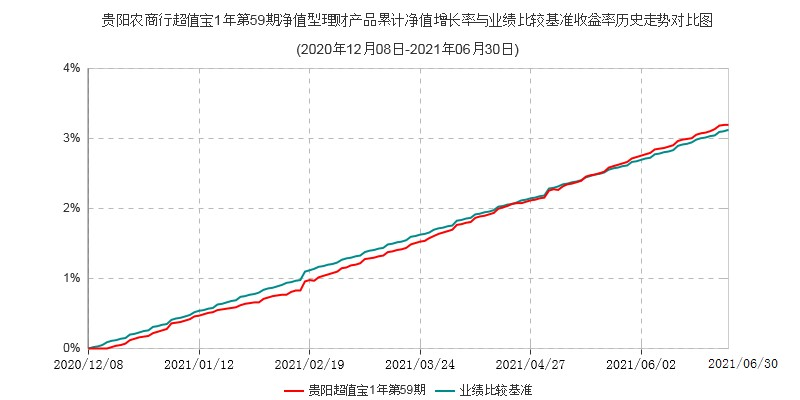 贵阳农商行超值宝1年第59期净值型理财产品累计净值增长率与业绩比较基准收益率历史走势对比图
(2020年12月08日-2021年06月30日)
4%
3%
2%
1%
0%
2020/12/08 2021/01/12 2021/02/19 2021/03/24 2021/04/27 2021/06/02 2021/06/30
贵阳超值宝1年第59期 业绩比较基准